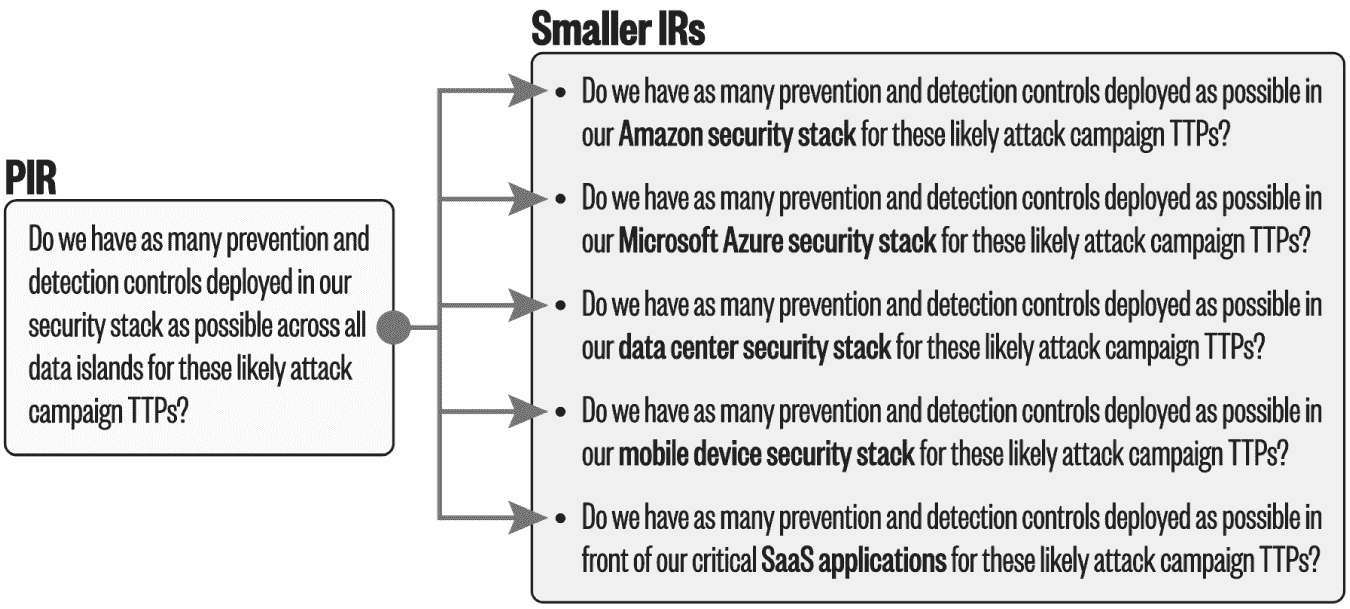 PIR
Do we have as many prevention and
detection controls deployed in our
security stack as possible across all
data islands for these likely attack
campaign TTPs?
Smaller IRs
• Do we have as many prevention and detection controls deployed as possible in
our Amazon security stack for these likely attack campaign TTPs?
• Do we have as many prevention and detection controls deployed as possible in
our Microsoft Azure security stack for these likely attack campaign TTPs?
• Do we have as many prevention and detection controls deployed as possible in
our data center security stack for these likely attack campaign TTPs?
• Do we have as many prevention and detection controls deployed as possible in
our mobile device security stack for these likely attack campaign TTPs?
• Do we have as many prevention and detection controls deployed as possible in
front of our critical SaaS applications for these likely attack campaign TTPs?